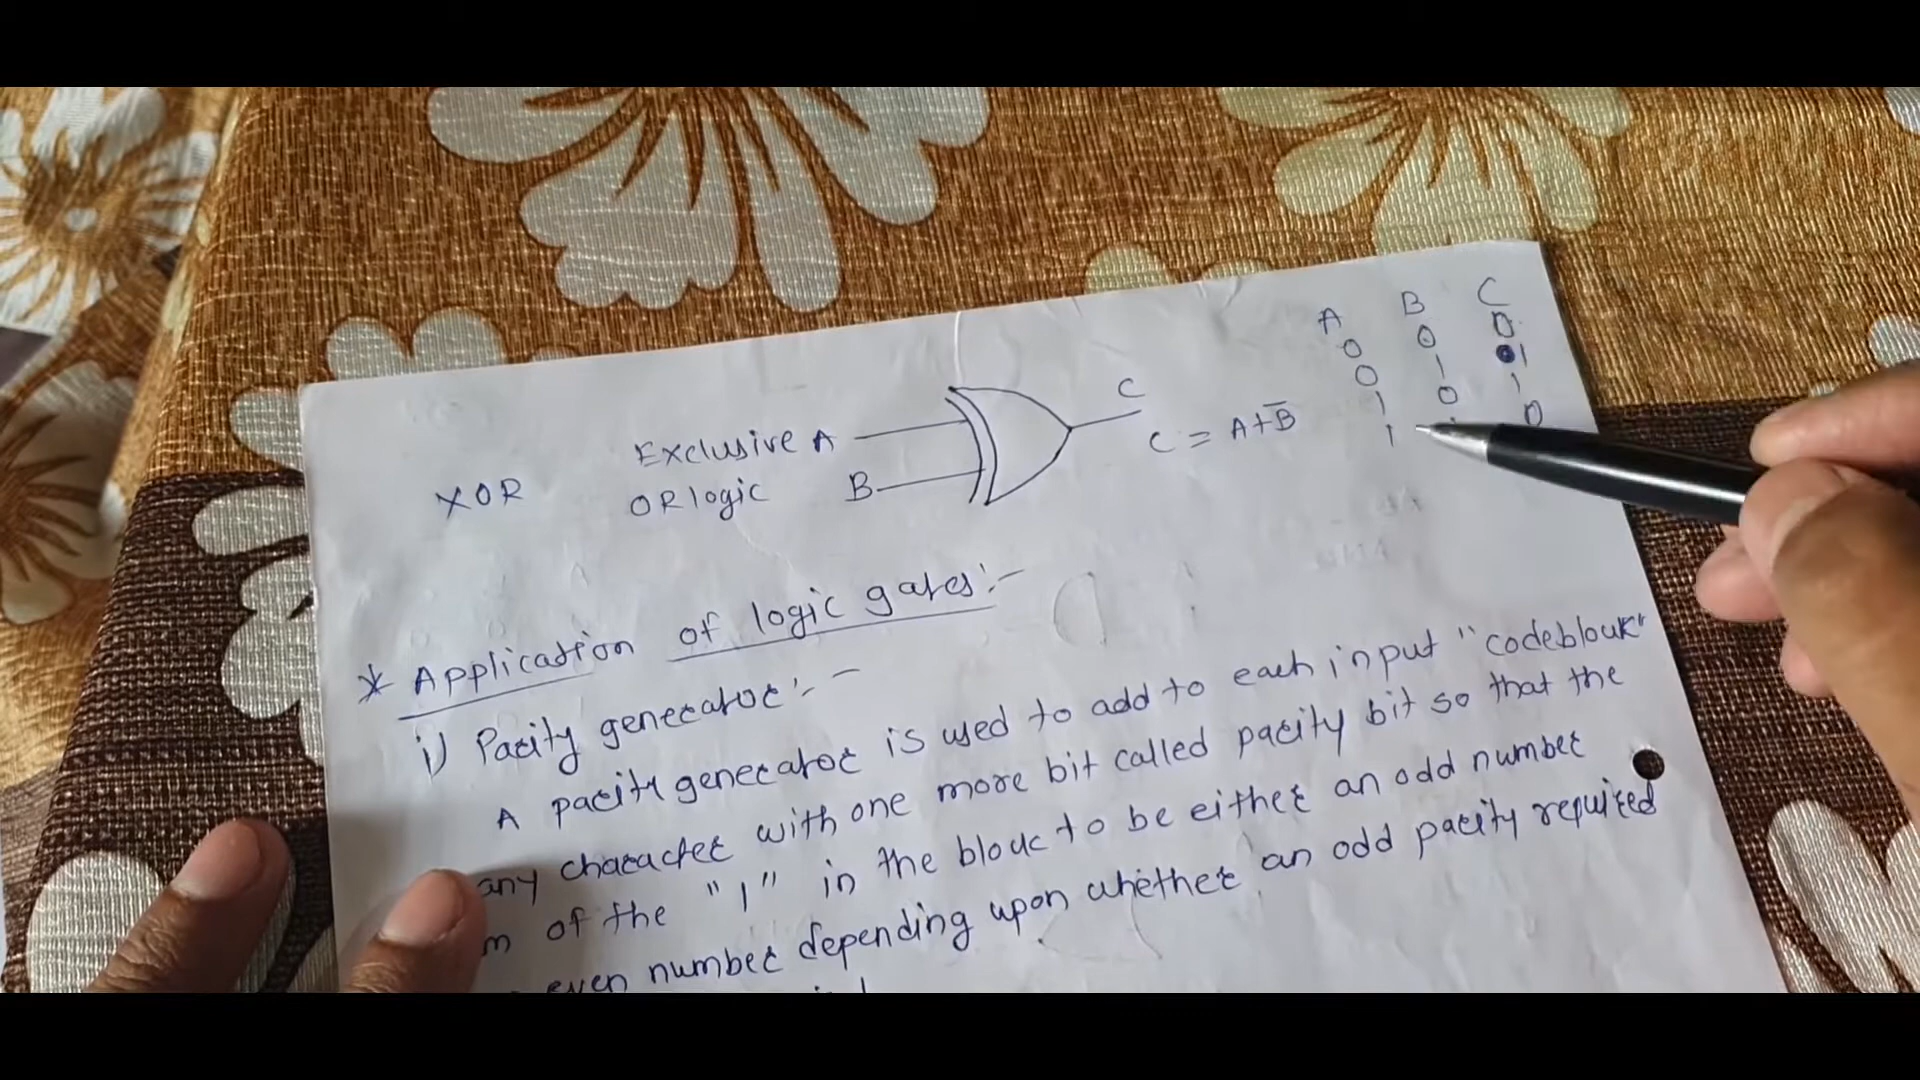 A B C
0 0 0
0 1 1
1 0 1
1 0
C
C = A+B̅
Exclusive A
XOR ORlogic B
* Application of logic gates:-
i) Parity generator:-
A parity generator is used to add to each input "codeblock"
any character with one more bit called parity bit so that the
of the "1" in the block to be either an odd number
even number depending upon whether an odd parity required